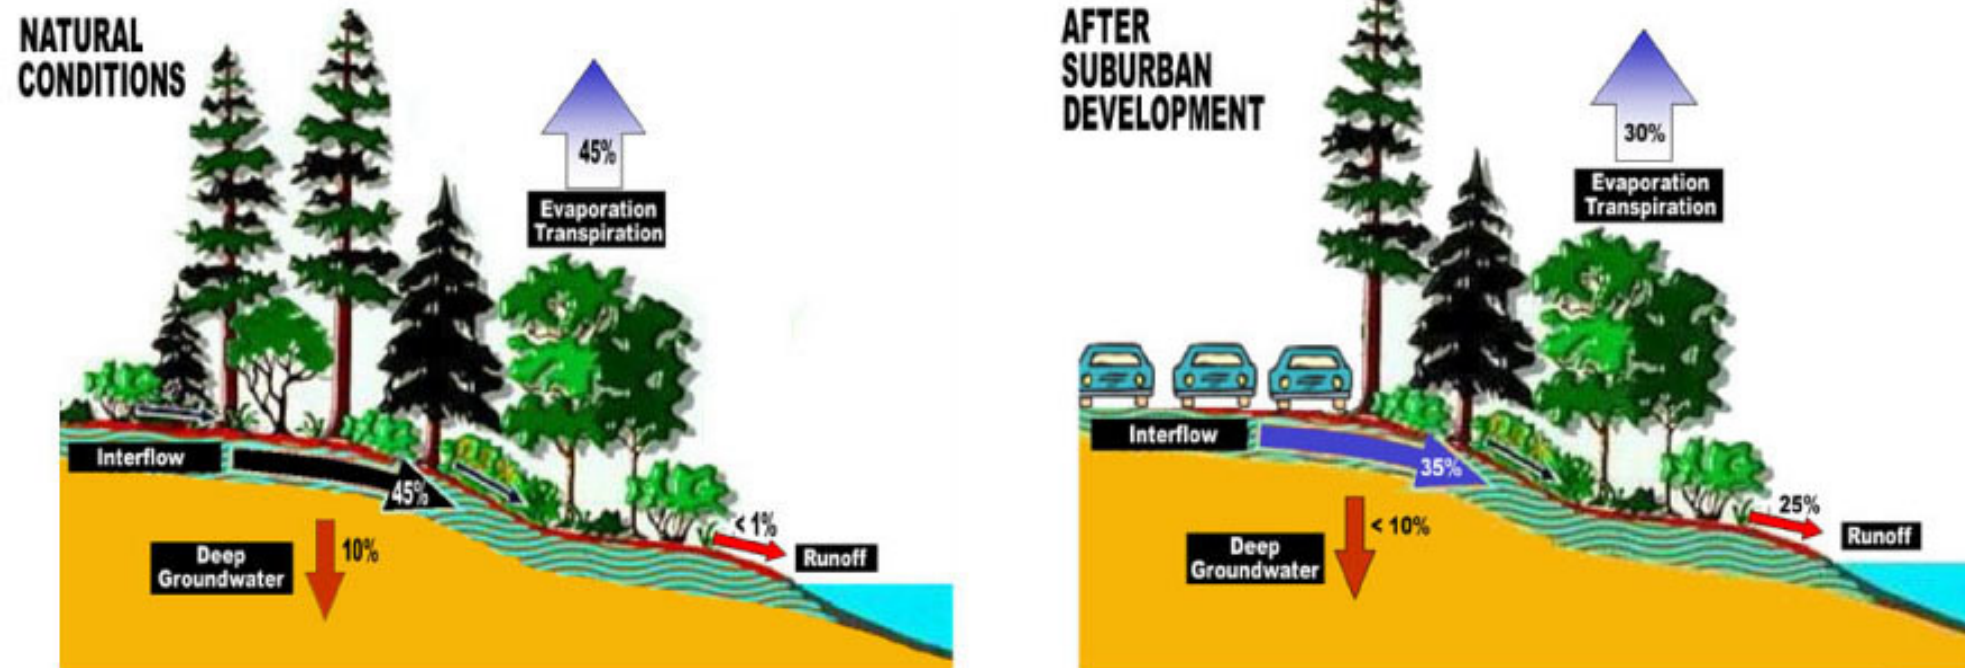 NATURAL
CONDITIONS
45%
Evaporation
Transpiration
Interflow
45%
< 1%
Runoff
Deep
Groundwater
10%
AFTER
SUBURBAN
DEVELOPMENT
30%
Evaporation
Transpiration
Interflow
35%
25%
Runoff
Deep
Groundwater
< 10%